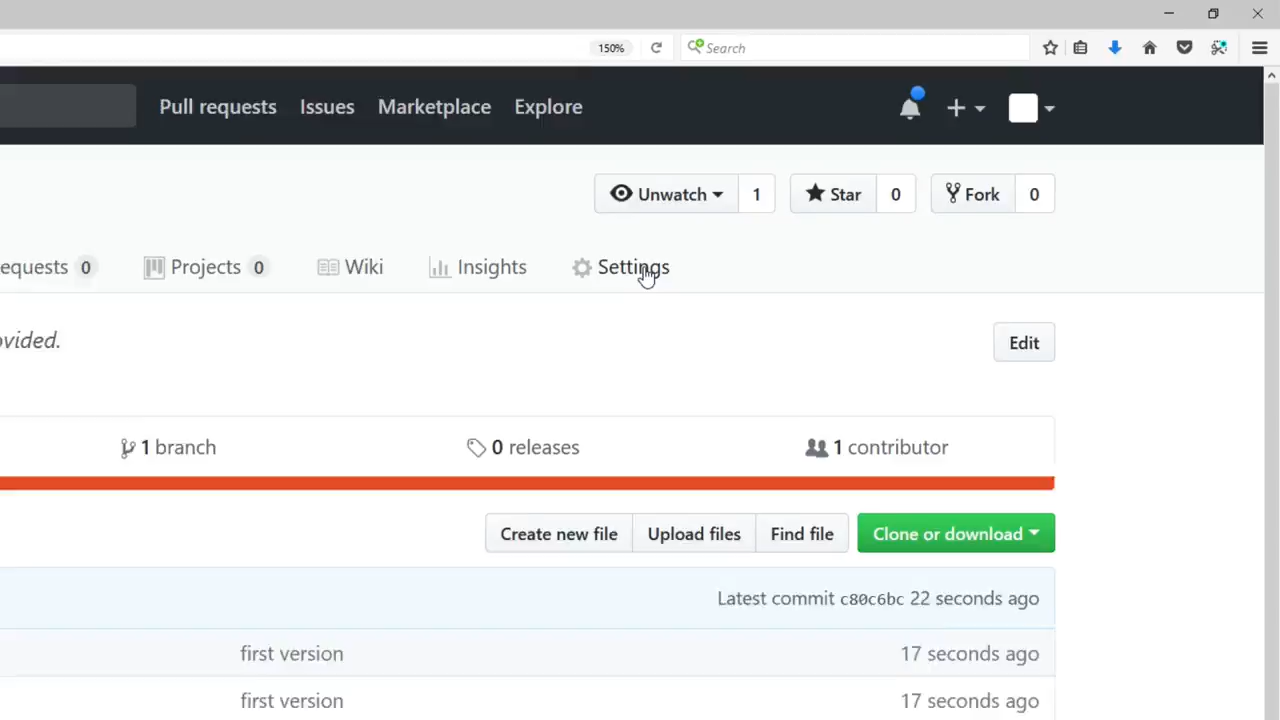 150% Search
Pull requests Issues Marketplace Explore
Unwatch 1 Star 0 Fork 0
equests 0 Projects 0 Wiki Insights Settings
ovided. Edit
1 branch 0 releases 1 contributor
Create new file Upload files Find file Clone or download
Latest commit c80c6bc 22 seconds ago
first version 17 seconds ago
first version 17 seconds ago